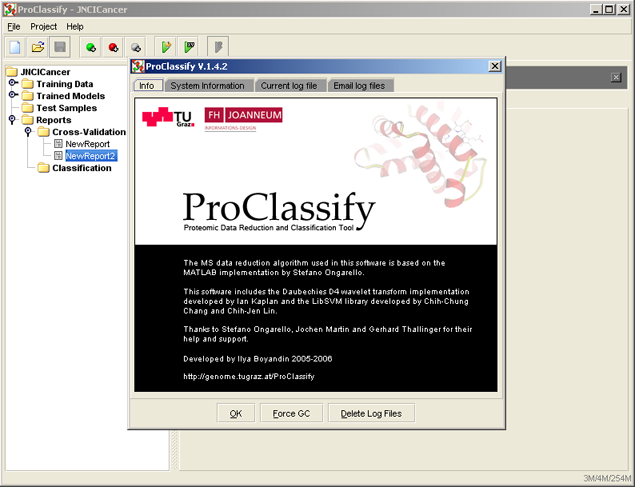 ProClassify - JNCICancer
File Project Help
JNCICancer
Training Data
Trained Models
Test Samples
Reports
Cross-Validation
NewReport
NewReport2
Classification
ProClassify V.1.4.2
Info System Information Current log file Email log files
TU
Graz
FH JOANNEUM
INFORMATIONS-DESIGN
ProClassify
Proteomic Data Reduction and Classification Tool
The MS data reduction algorithm used in this software is based on the
MATLAB implementation by Stefano Ongarello.
This software includes the Daubechies D4 wavelet transform implementation
developed by Ian Kaplan and the LibSVM library developed by Chih-Chung
Chang and Chih-Jen Lin.
Thanks to Stefano Ongarello, Jochen Martin and Gerhard Thallinger for their
help and support.
Developed by Ilya Boyandin 2005-2006
http://genome.tugraz.at/ProClassify
OK Force GC Delete Log Files
3M/4M/254M